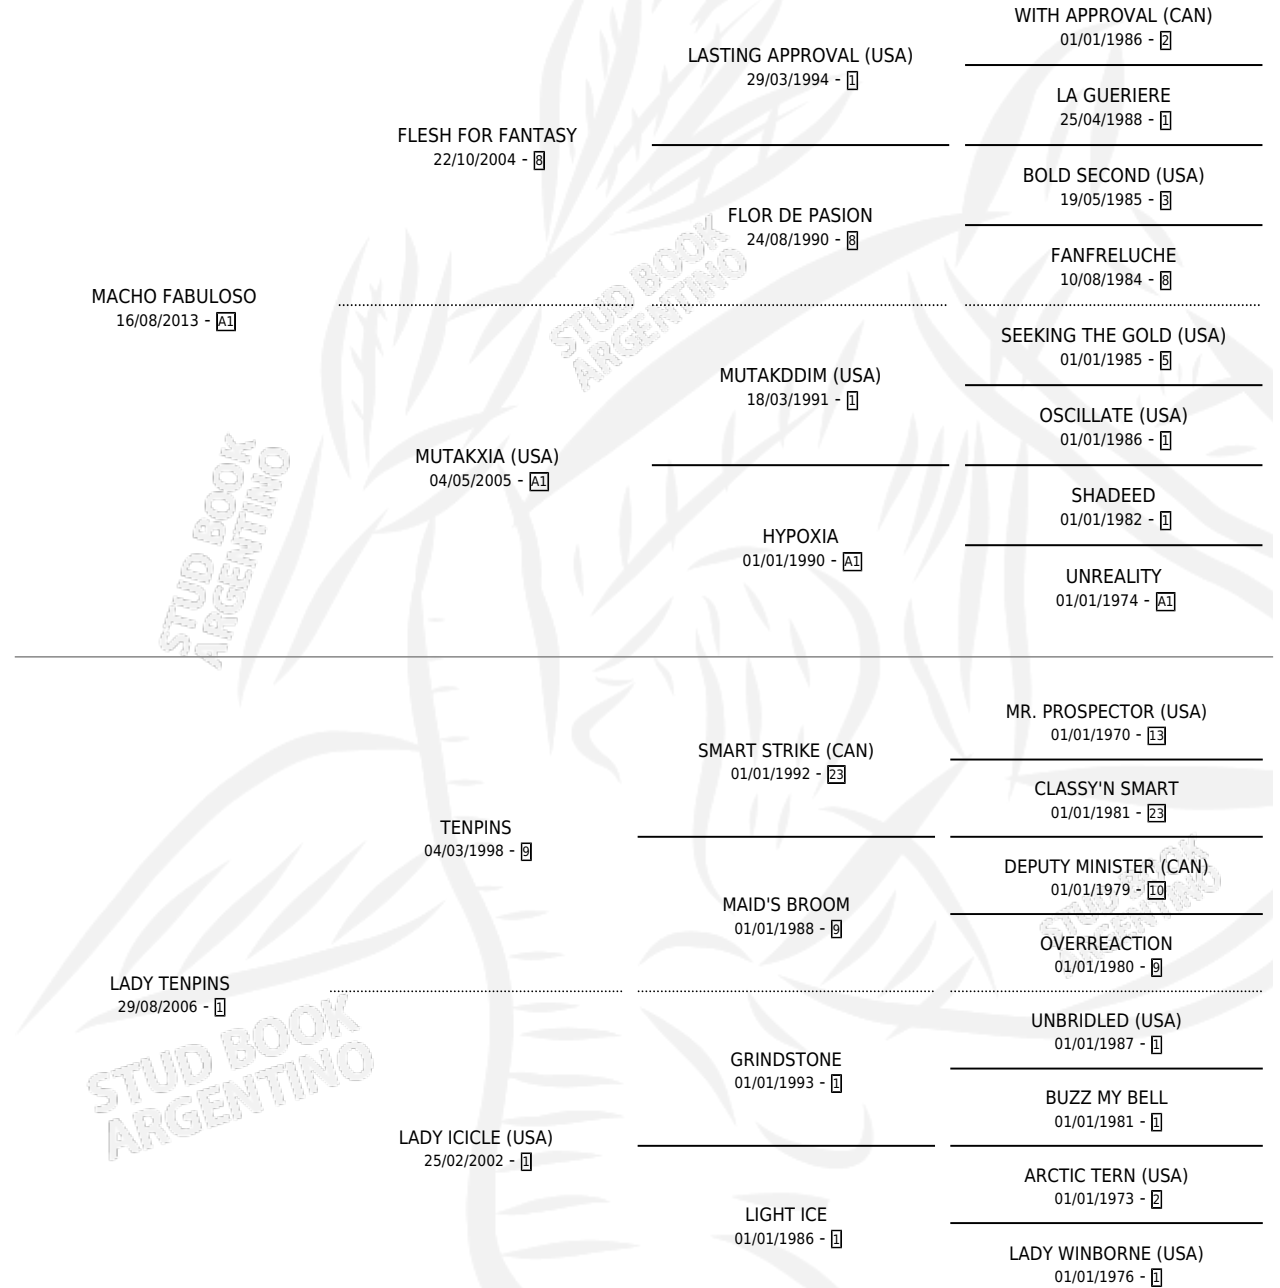 WITH APPROVAL (CAN)
01/01/1986 - 2
LASTING APPROVAL (USA)
29/03/1994 - 1
LA GUERIERE
25/04/1988 - 1
FLESH FOR FANTASY
22/10/2004 - 8
BOLD SECOND (USA)
19/05/1985 - 3
FLOR DE PASION
24/08/1990 - 8
FANFRELUCHE
10/08/1984 - 8
MACHO FABULOSO
16/08/2013 - A1
SEEKING THE GOLD (USA)
01/01/1985 - 5
MUTAKDDIM (USA)
18/03/1991 - 1
OSCILLATE (USA)
01/01/1986 - 1
MUTAKXIA (USA)
04/05/2005 - A1
SHADEED
01/01/1982 - 1
HYPOXIA
01/01/1990 - A1
UNREALITY
01/01/1974 - A1
MR. PROSPECTOR (USA)
01/01/1970 - 13
SMART STRIKE (CAN)
01/01/1992 - 23
CLASSY'N SMART
01/01/1981 - 23
TENPINS
04/03/1998 - 9
DEPUTY MINISTER (CAN)
01/01/1979 - 10
MAID'S BROOM
01/01/1988 - 9
OVERREACTION
01/01/1980 - 9
LADY TENPINS
29/08/2006 - 1
UNBRIDLED (USA)
01/01/1987 - 1
GRINDSTONE
01/01/1993 - 1
BUZZ MY BELL
01/01/1981 - 1
LADY ICICLE (USA)
25/02/2002 - 1
ARCTIC TERN (USA)
01/01/1973 - 2
LIGHT ICE
01/01/1986 - 1
LADY WINBORNE (USA)
01/01/1976 - 1
STUD BOOK
ARGENTINO
STUD BOOK
ARGENTINO
STUD BOOK
ARGENTINO
STUD BOOK
ARGENTINO